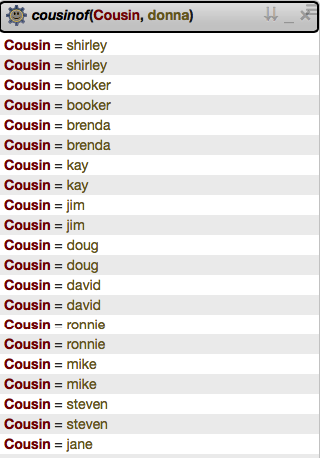 cousinof(Cousin, donna)
Cousin = shirley
Cousin = shirley
Cousin = booker
Cousin = booker
Cousin = brenda
Cousin = brenda
Cousin = kay
Cousin = kay
Cousin = jim
Cousin = jim
Cousin = doug
Cousin = doug
Cousin = david
Cousin = david
Cousin = ronnie
Cousin = ronnie
Cousin = mike
Cousin = mike
Cousin = steven
Cousin = steven
Cousin = jane